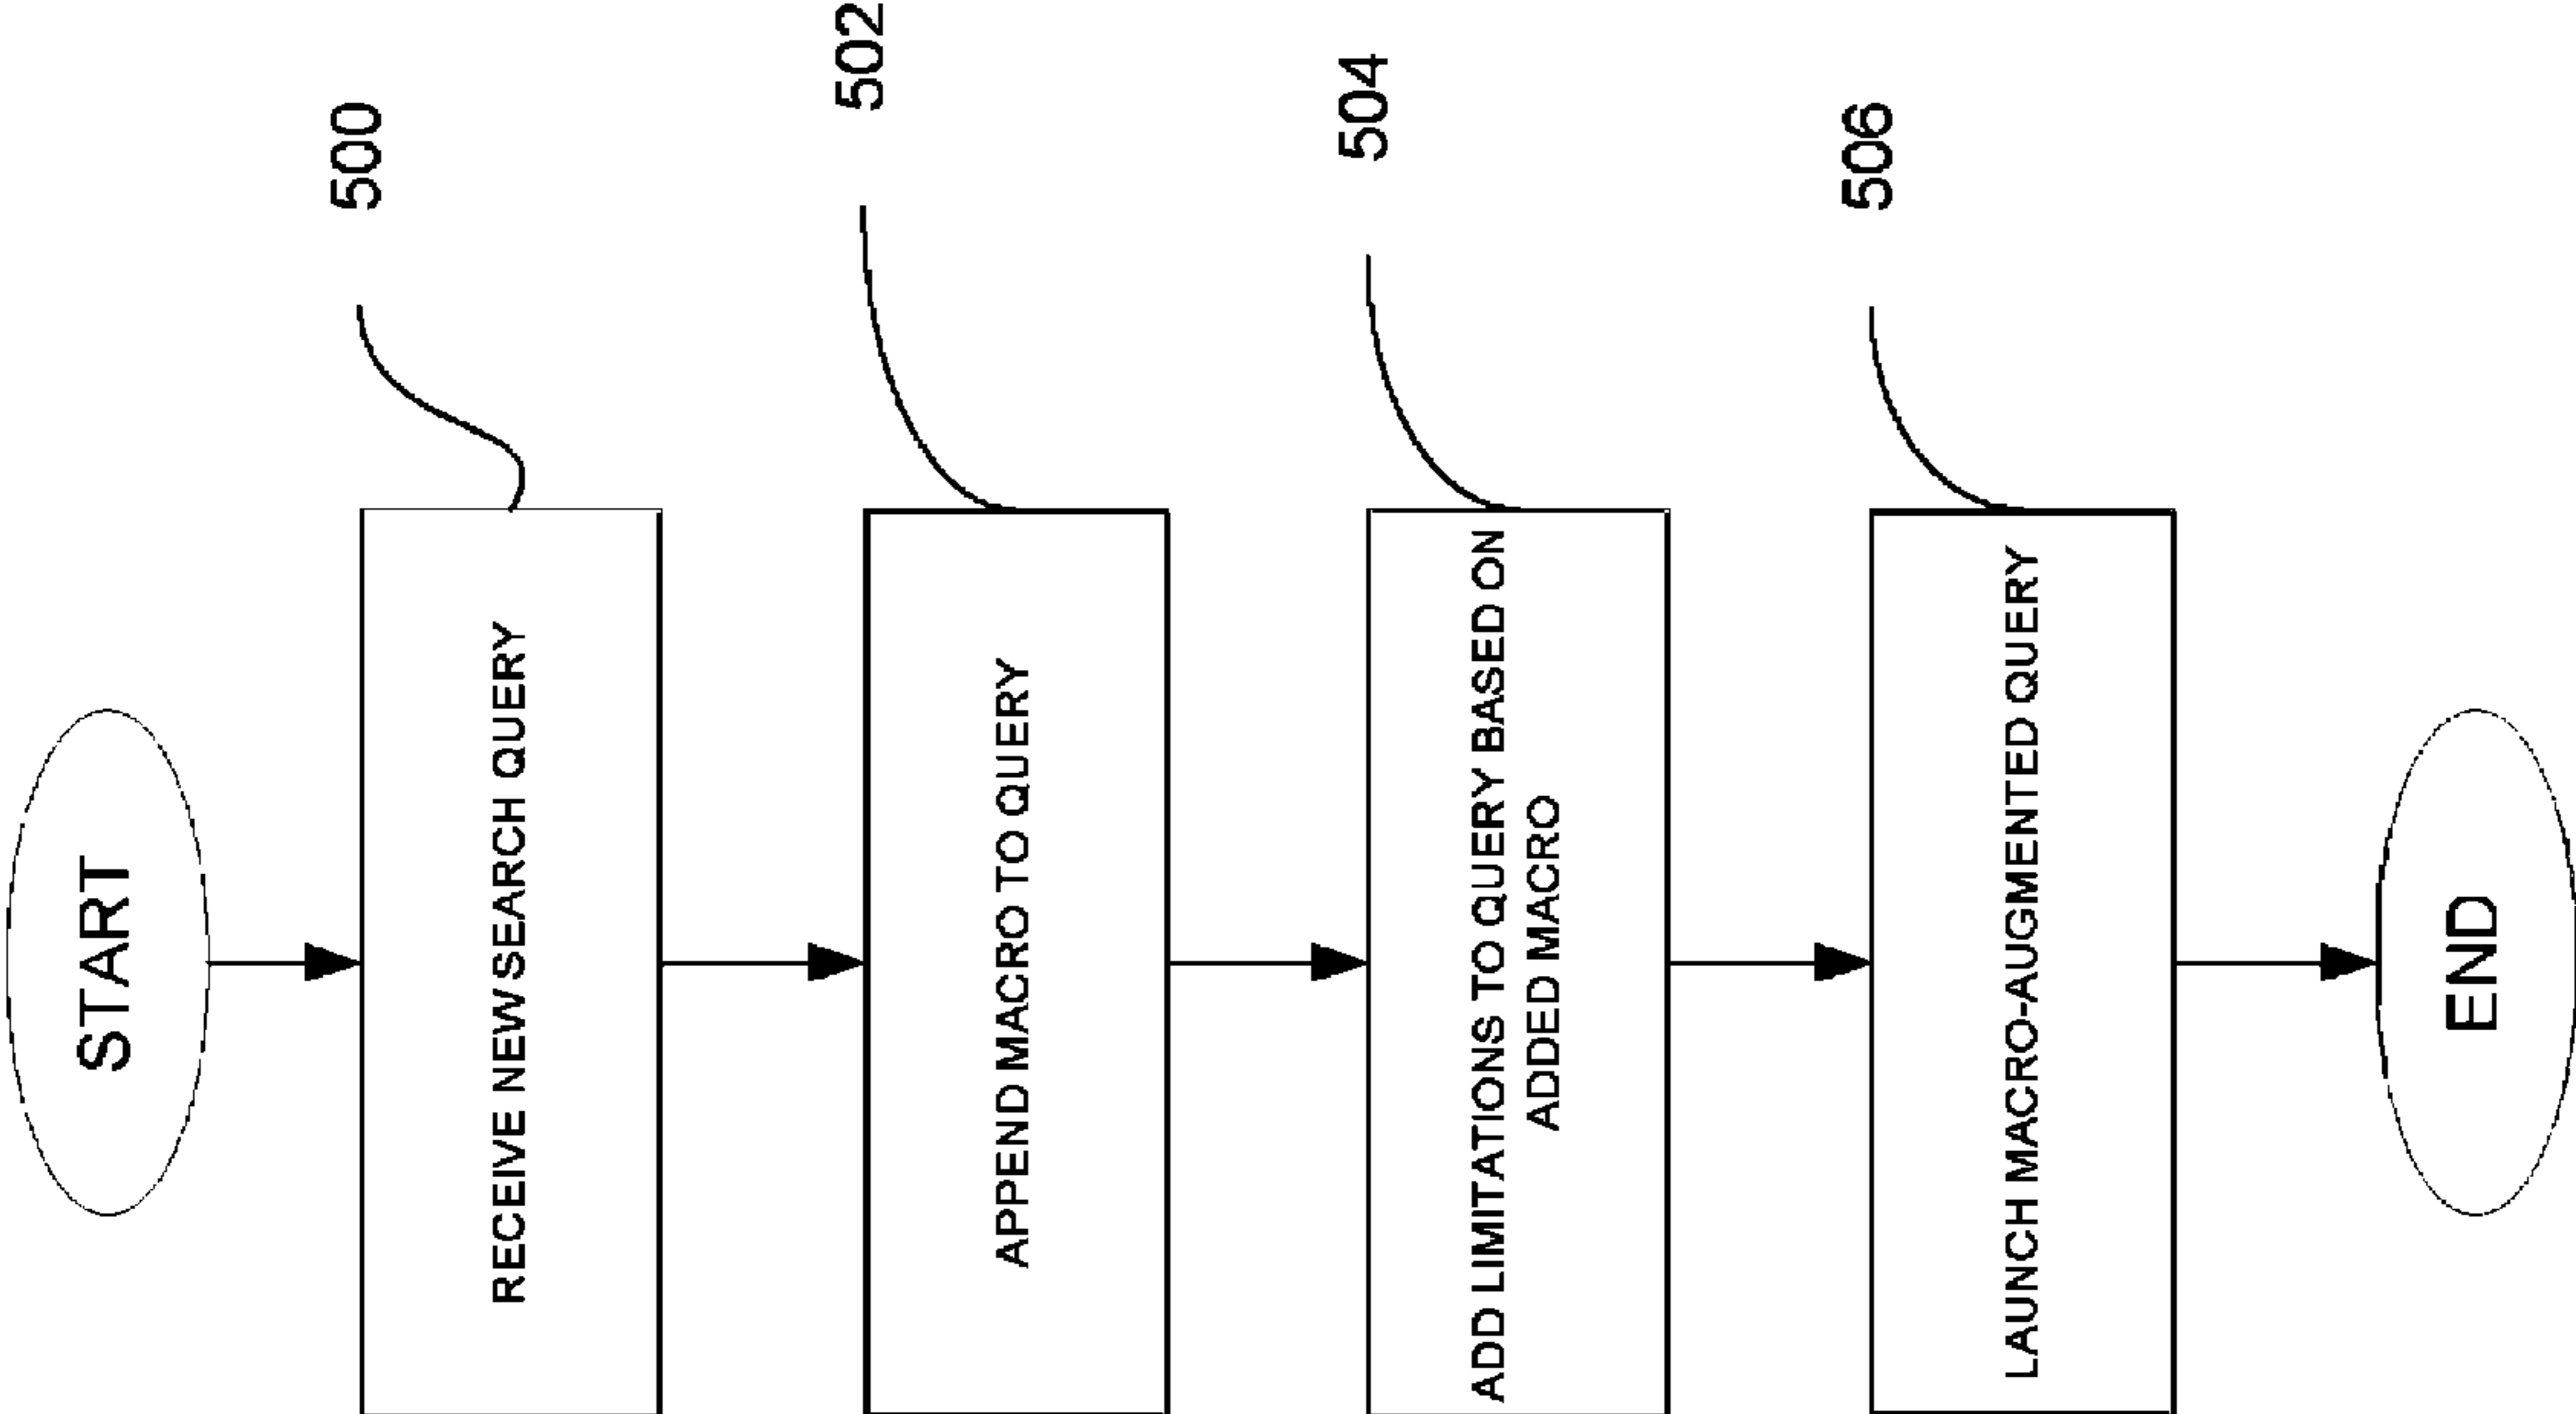 START
500
RECEIVE NEW SEARCH QUERY
502
APPEND MACRO TO QUERY
504
ADD LIMITATIONS TO QUERY BASED ON
ADDED MACRO
506
LAUNCH MACRO-AUGMENTED QUERY
END